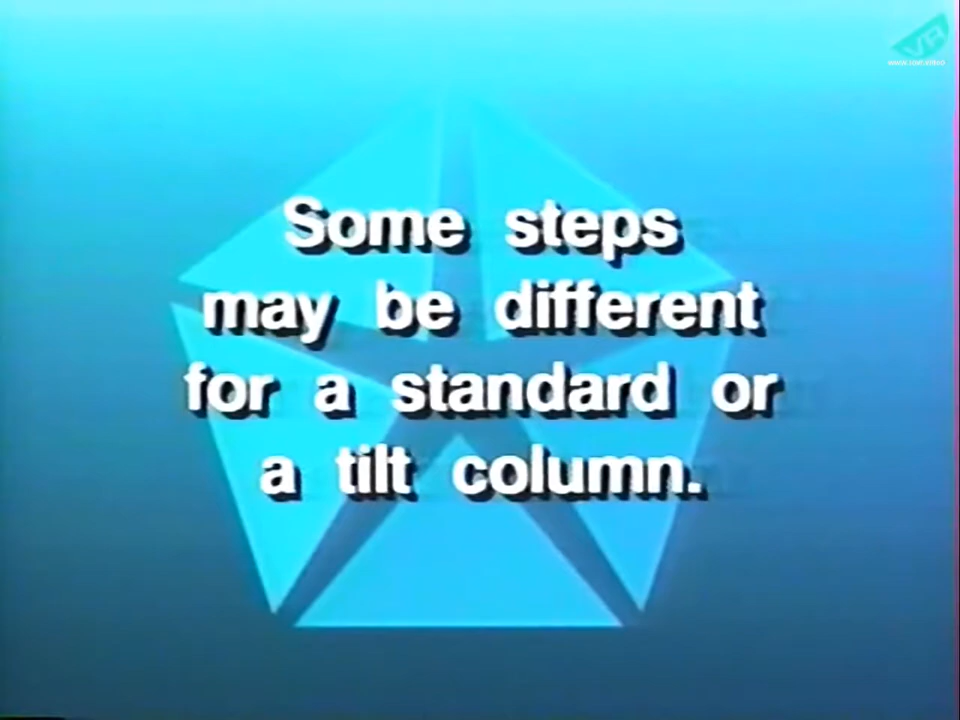 Some steps
may be different
for a standard or
a tilt column.